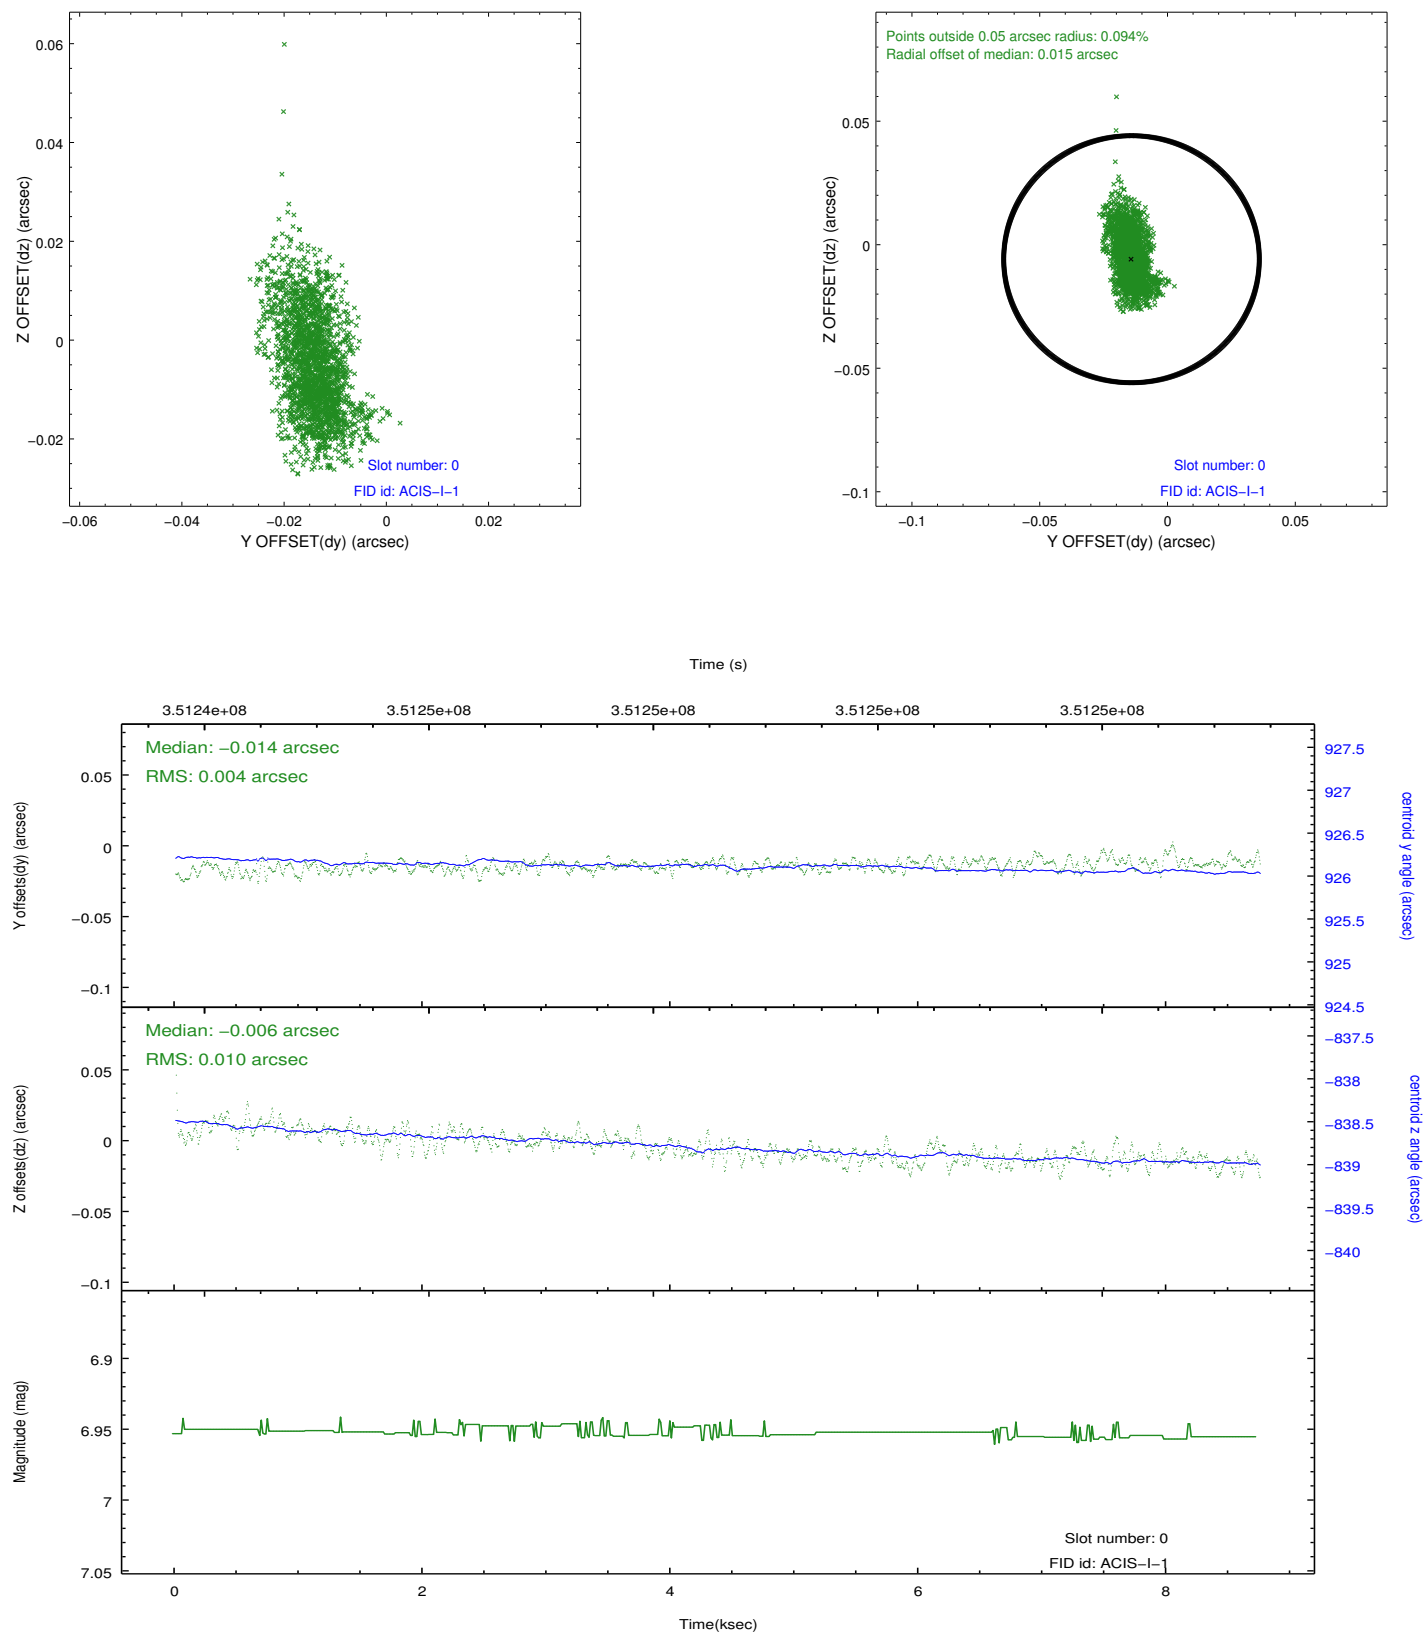 0.06
0.04
0.02
0
−0.02
Z OFFSET(dz) (arcsec)
Slot number: 0
FID id: ACIS−I−1
−0.06
−0.04
−0.02
0
0.02
Y OFFSET(dy) (arcsec)
Points outside 0.05 arcsec radius: 0.094%
Radial offset of median: 0.015 arcsec
0.05
0
−0.05
−0.1
Z OFFSET(dz) (arcsec)
Slot number: 0
FID id: ACIS−I−1
−0.1
−0.05
0
0.05
Y OFFSET(dy) (arcsec)
Time (s)
3.5124e+08
3.5125e+08
3.5125e+08
3.5125e+08
3.5125e+08
Median: −0.014 arcsec
RMS: 0.004 arcsec
0.05
0
−0.05
−0.1
Y offsets(dy) (arcsec)
927.5
927
926.5
926
925.5
925
924.5
centroid y angle (arcsec)
Median: −0.006 arcsec
RMS: 0.010 arcsec
0.05
0
−0.05
−0.1
Z offsets(dz) (arcsec)
−837.5
−838
−838.5
−839
−839.5
−840
centroid z angle (arcsec)
6.9
6.95
7
7.05
Magnitude (mag)
Slot number: 0
FID id: ACIS−I−1
0
2
4
6
8
Time(ksec)